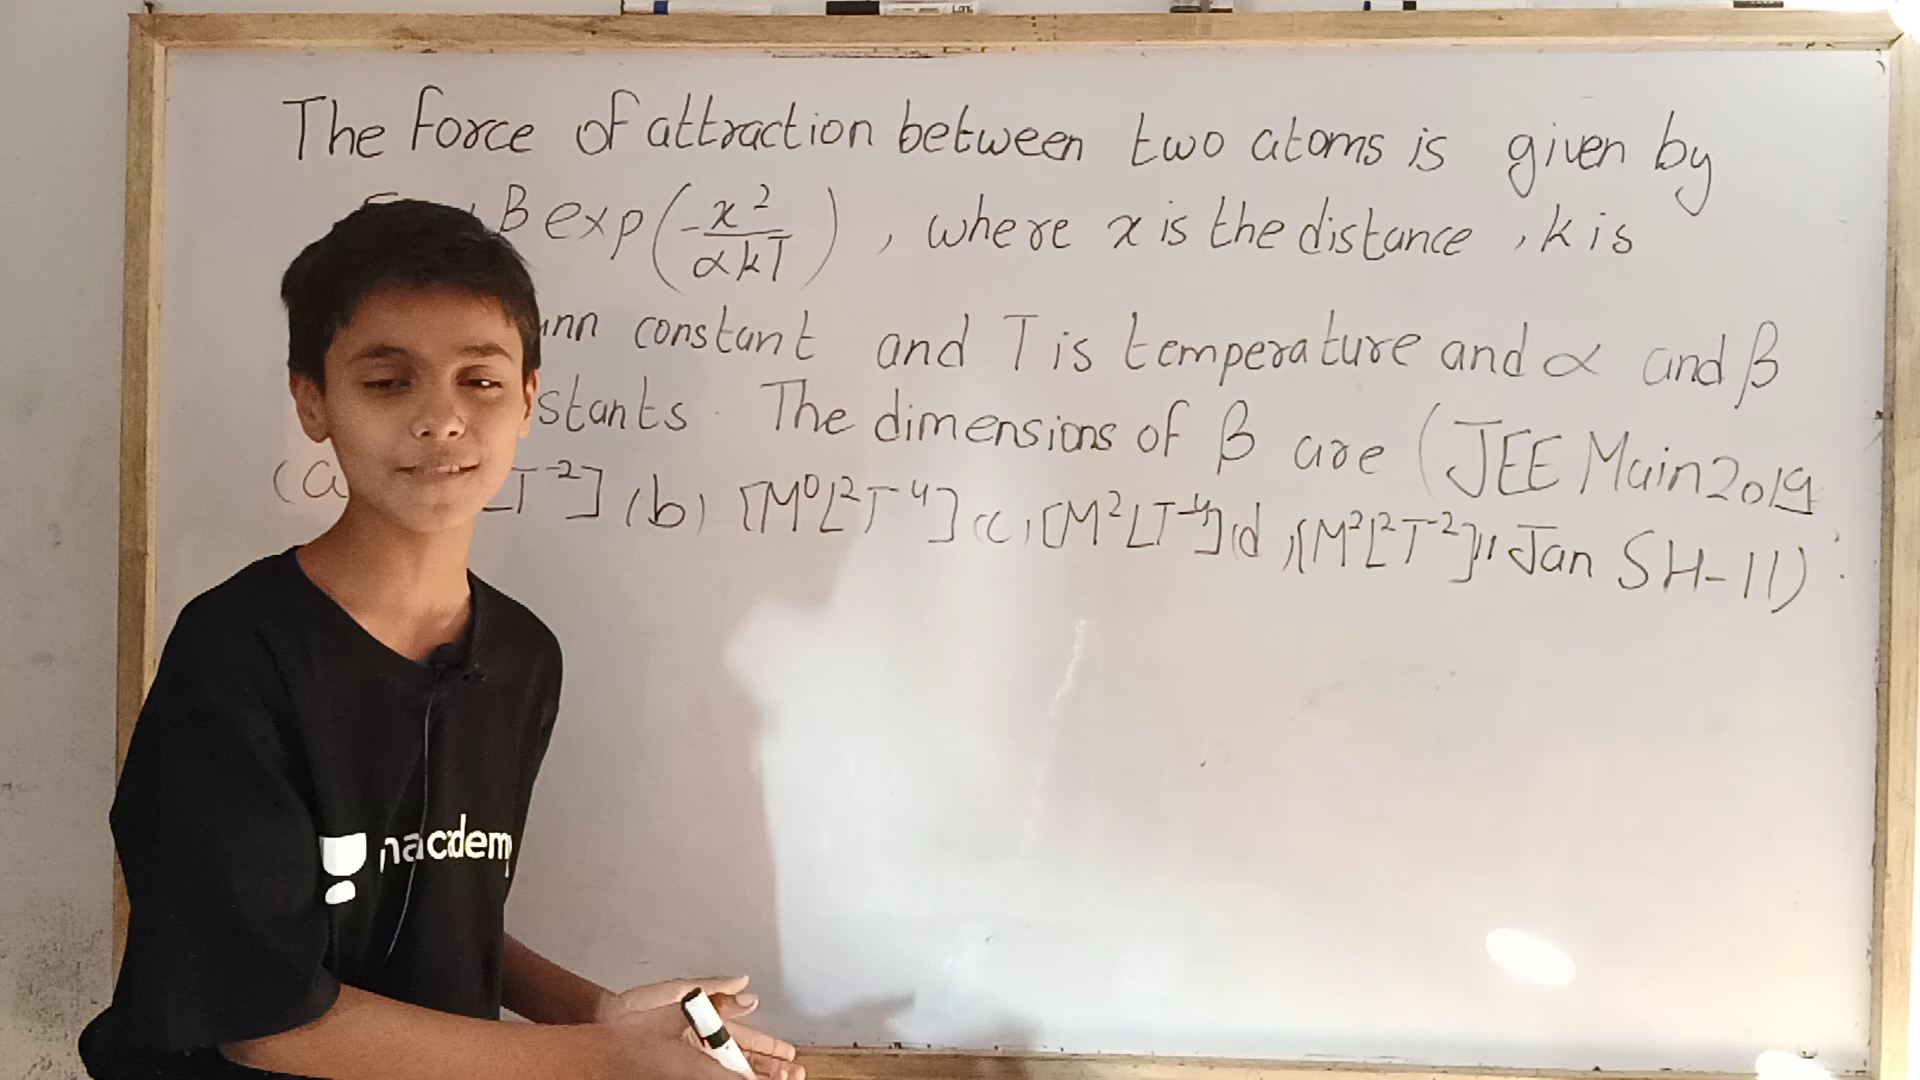 The Force of attraction between two atoms is given by
β exp(-x²/αkT), where x is the distance, k is
constant and T is temperature and α and β
The dimensions of β are (JEE Main 2019
(a T⁻²] (b) [M⁰L²T⁻⁴] (c) [M²LT⁻⁴] (d) [M²L²T⁻²] 11 Jan SH-II)
nacademy